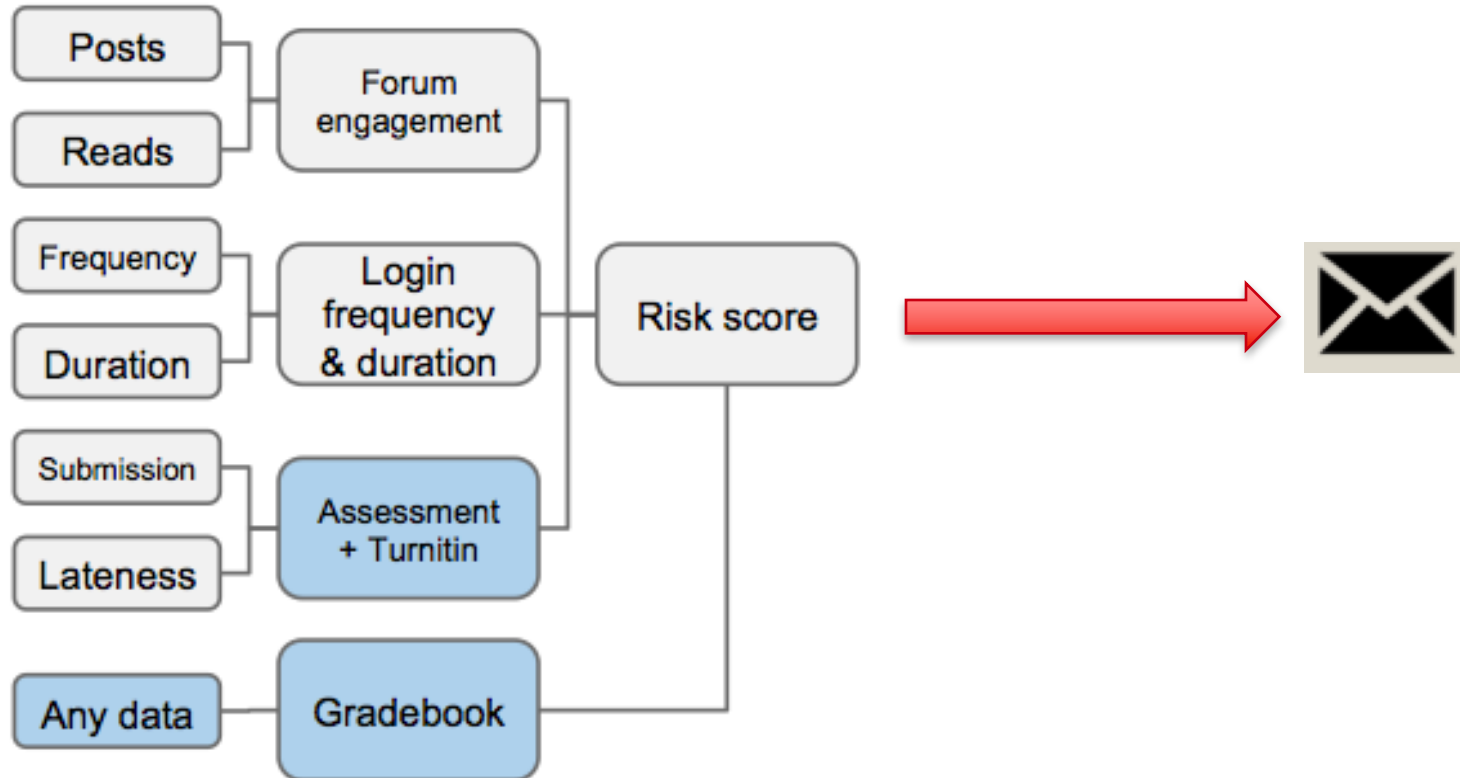 Posts
Reads
Forum
engagement
Frequency
Duration
Login
frequency
& duration
Submission
Lateness
Assessment
+ Turnitin
Any data
Gradebook
Risk score